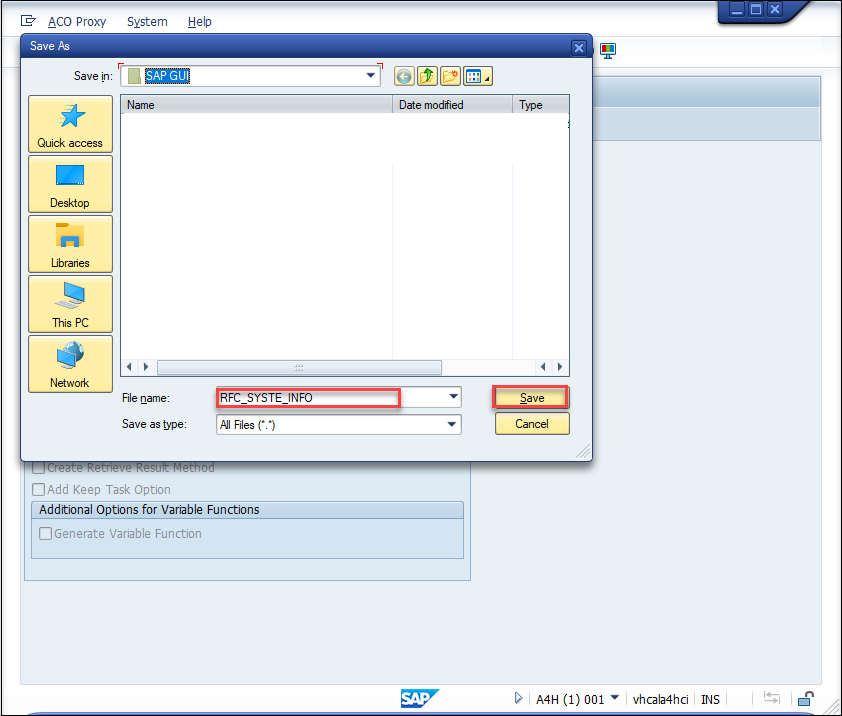 ACO Proxy System Help
Save As
Save in: SAP GUI
Name Date modified Type
Quick access
Desktop
Libraries
This PC
Network
File name: RFC_SYSTE_INFO Save
Save as type: All Files (*.*) Cancel
Create Retrieve Result Method
Add Keep Task Option
Additional Options for Variable Functions
Generate Variable Function
SAP A4H (1) 001 vhcala4hci INS